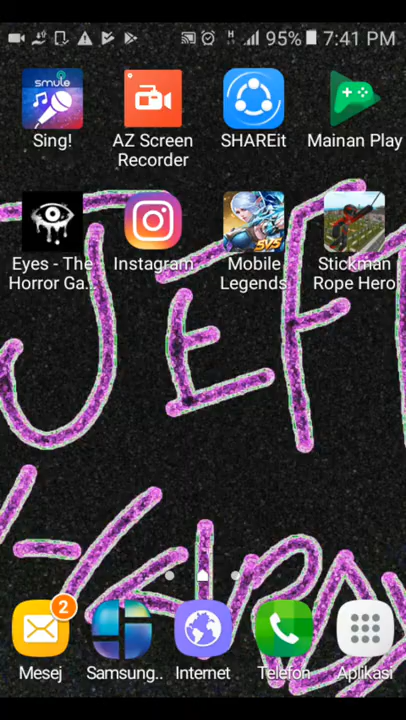 H 95% 7:41 PM
smule
Sing!
AZ Screen Recorder
SHAREit
Mainan Play
Eyes - The Horror Ga..
Instagram
5V5
Mobile Legends
Stickman Rope Hero
JEF
2
Mesej
Samsung..
Internet
Telefon
Aplikasi